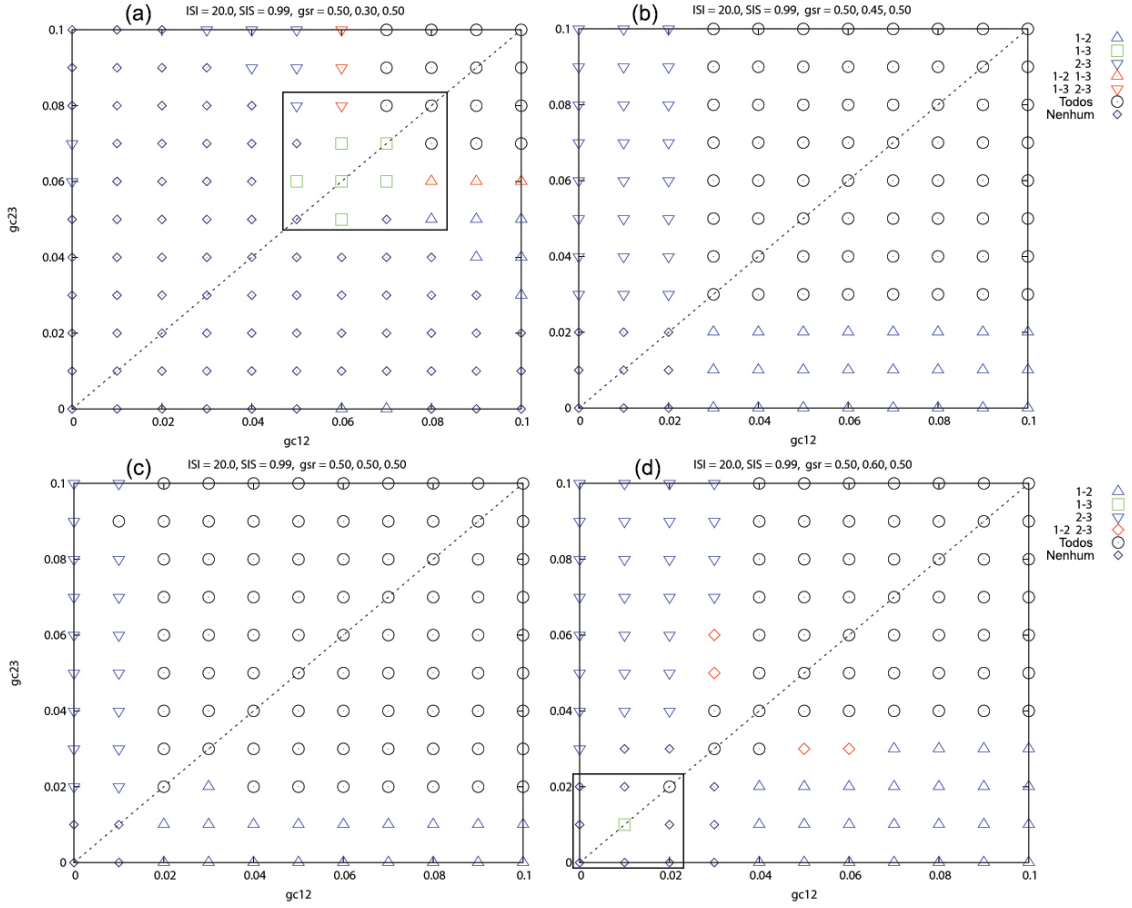 (a)
ISI = 20.0, SIS = 0.99, gsr = 0.50, 0.30, 0.50
0.1
0.08
0.06
0.04
0.02
0
gc23
0 0.02 0.04 0.06 0.08 0.1
gc12
(b)
ISI = 20.0, SIS = 0.99, gsr = 0.50, 0.45, 0.50
0.1
0.08
0.06
0.04
0.02
0
0 0.02 0.04 0.06 0.08 0.1
gc12
1-2
1-3
2-3
1-2 1-3
1-3 2-3
Todos
Nenhum
(c)
ISI = 20.0, SIS = 0.99, gsr = 0.50, 0.50, 0.50
0.1
0.08
0.06
0.04
0.02
0
gc23
0 0.02 0.04 0.06 0.08 0.1
gc12
(d)
ISI = 20.0, SIS = 0.99, gsr = 0.50, 0.60, 0.50
0.1
0.08
0.06
0.04
0.02
0
0 0.02 0.04 0.06 0.08 0.1
gc12
1-2
1-3
2-3
1-2 2-3
Todos
Nenhum